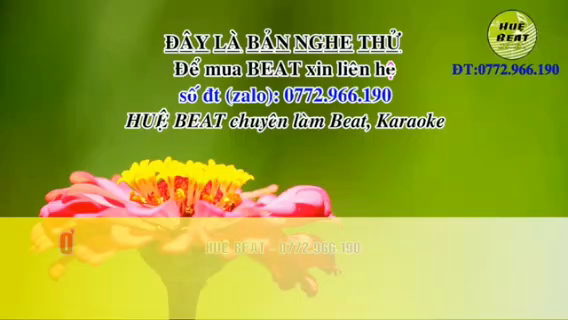 ĐÂY LÀ BẢN NGHE THỬ
Để mua BEAT xin liên hệ
số đt (zalo): 0772.966.190
HUỆ BEAT chuyên làm Beat, Karaoke
HUỆ
BEAT
ĐT:0772.966.190
Ơ
HUỆ BEAT - 0772.966.190